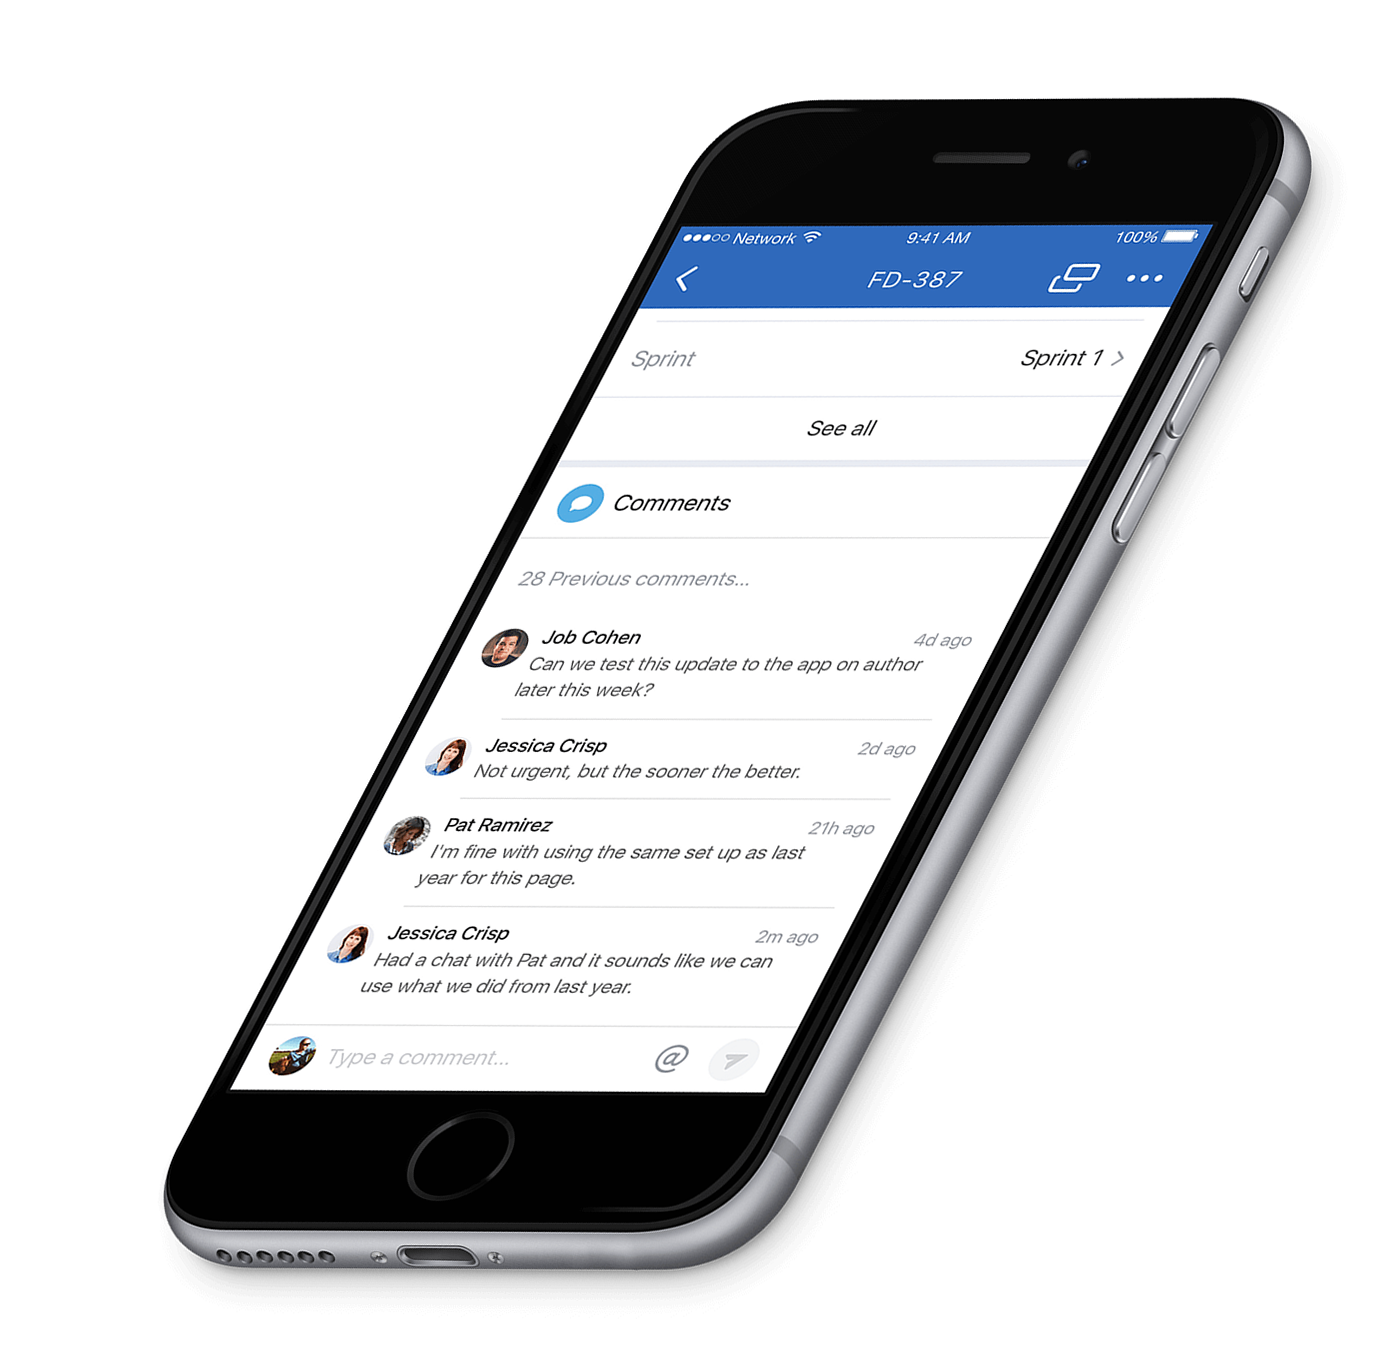 Network 9:41 AM 100%
FD-387
Sprint Sprint 1
See all
Comments
28 Previous comments...
Job Cohen 4d ago
Can we test this update to the app on author
later this week?
Jessica Crisp 2d ago
Not urgent, but the sooner the better.
Pat Ramirez 21h ago
I'm fine with using the same set up as last
year for this page.
Jessica Crisp 2m ago
Had a chat with Pat and it sounds like we can
use what we did from last year.
Type a comment... @